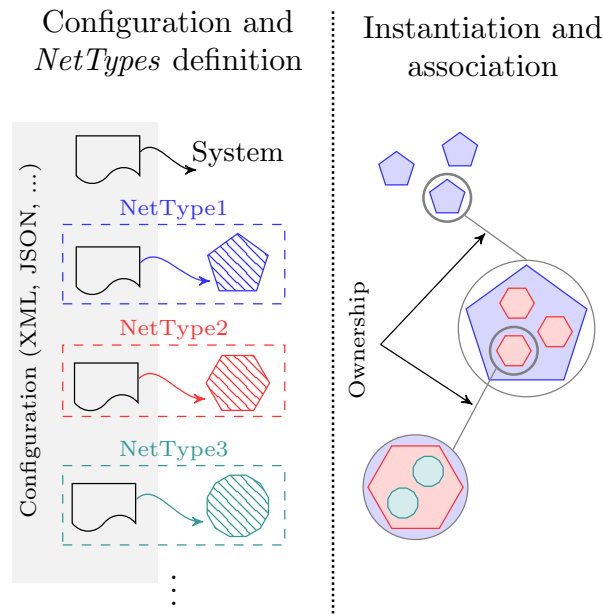 Configuration and
NetTypes definition
Instantiation and
association
Configuration (XML, JSON, ...)
System
NetType1
NetType2
NetType3
⋮
Ownership